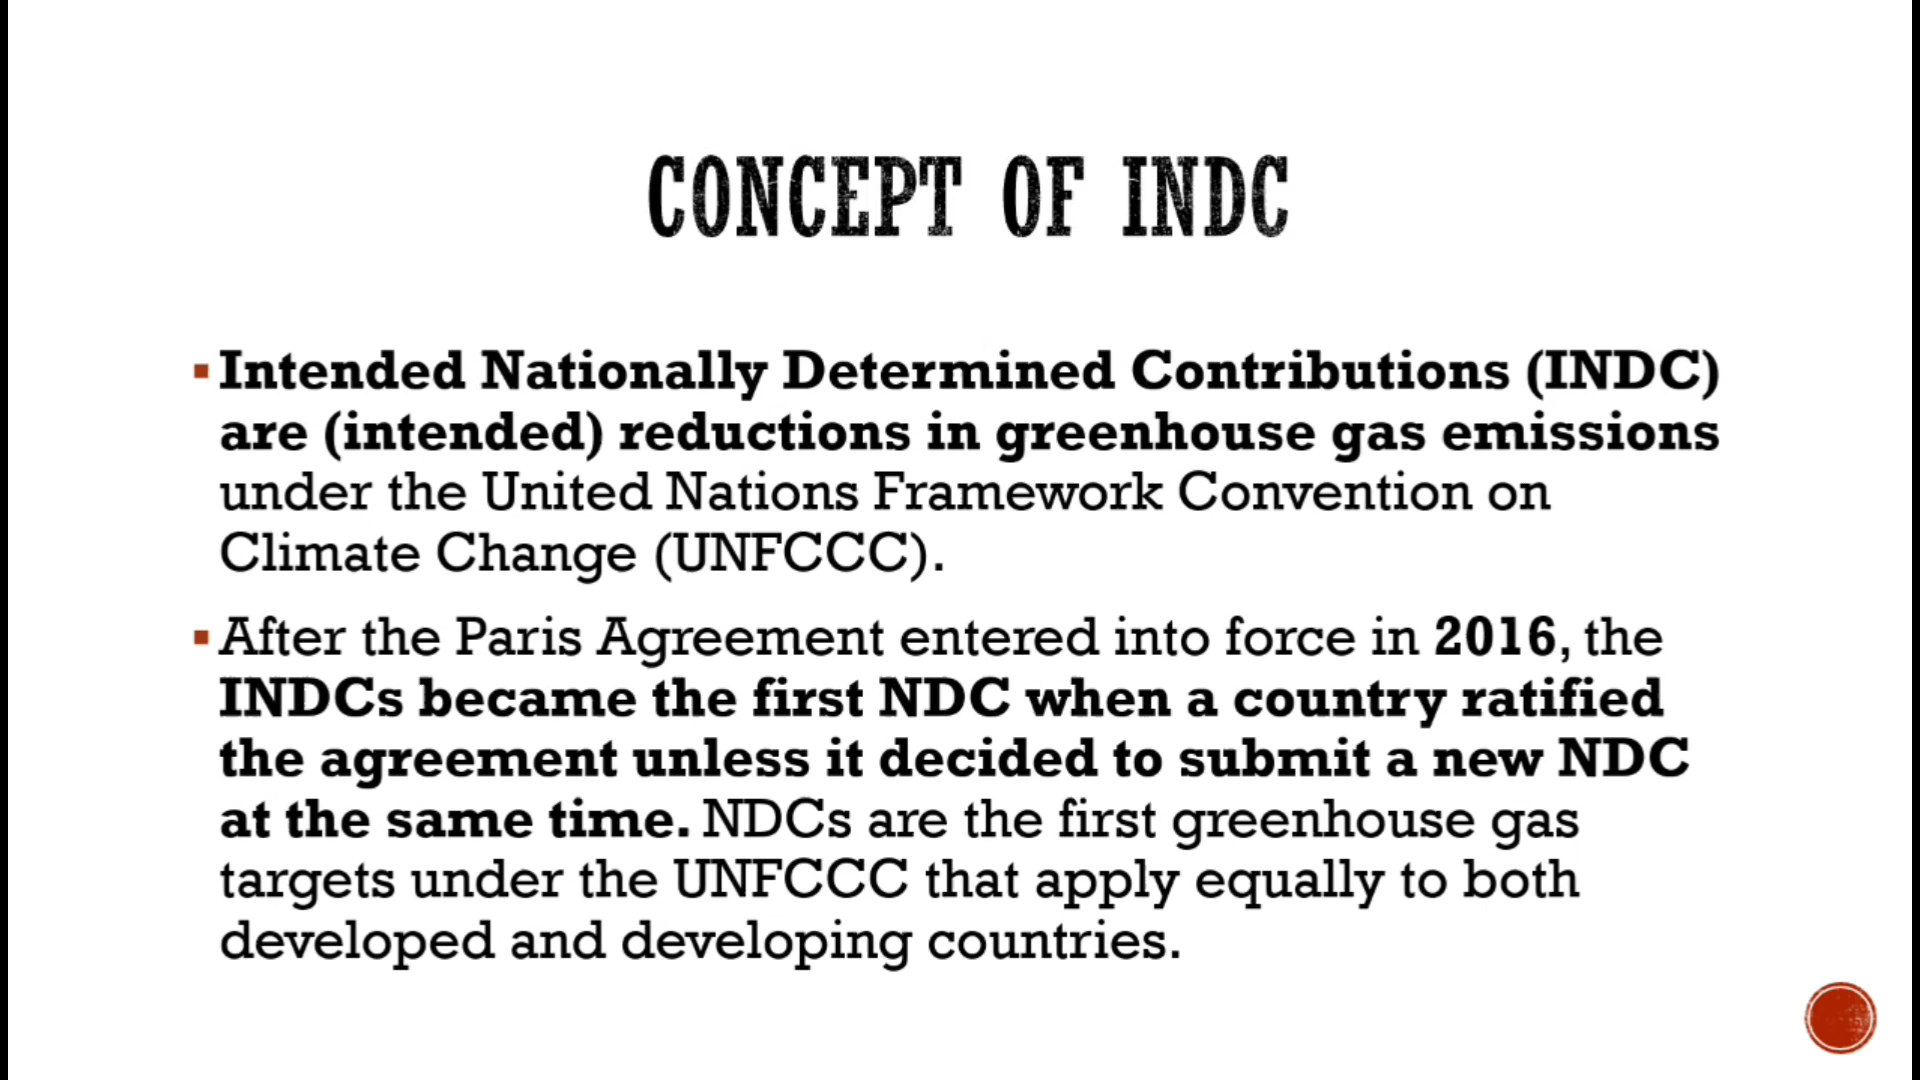 CONCEPT OF INDC
▪Intended Nationally Determined Contributions (INDC)
are (intended) reductions in greenhouse gas emissions
under the United Nations Framework Convention on
Climate Change (UNFCCC).
▪After the Paris Agreement entered into force in 2016, the
INDCs became the first NDC when a country ratified
the agreement unless it decided to submit a new NDC
at the same time. NDCs are the first greenhouse gas
targets under the UNFCCC that apply equally to both
developed and developing countries.